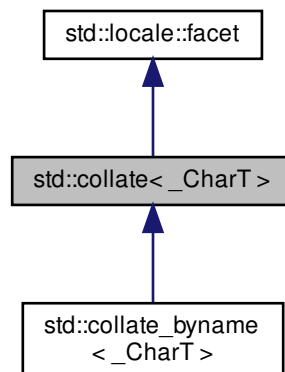 std::locale::facet
std::collate< _CharT >
std::collate_byname
< _CharT >